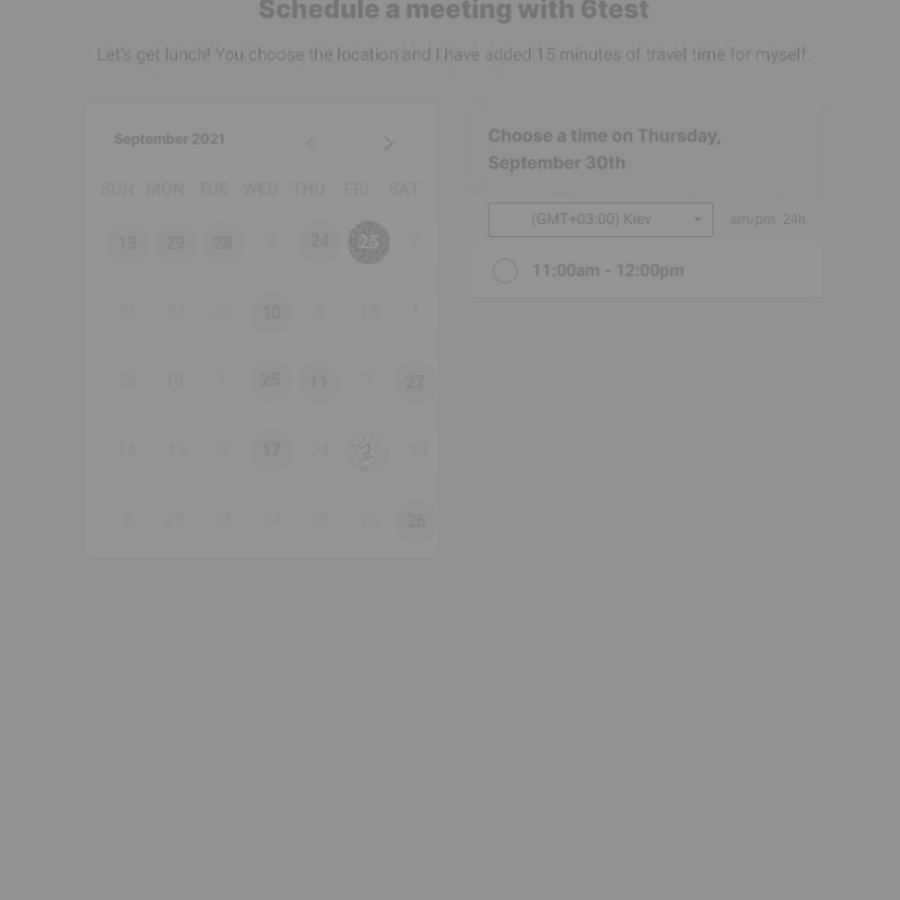 Schedule a meeting with 6test
Let's get lunch! You choose the location and I have added 15 minutes of travel time for myself.
September 2021
SUN MON TUE WED THU FRI SAT
13 29 28 9 24 7
31 31 22 10 8 18 1
26 19 1 25 11 7 27
14 13 3 17 24 13
6 29 25 24 23 26 26
Choose a time on Thursday,
September 30th
(GMT+03:00) Kiev am/pm 24h
11:00am - 12:00pm